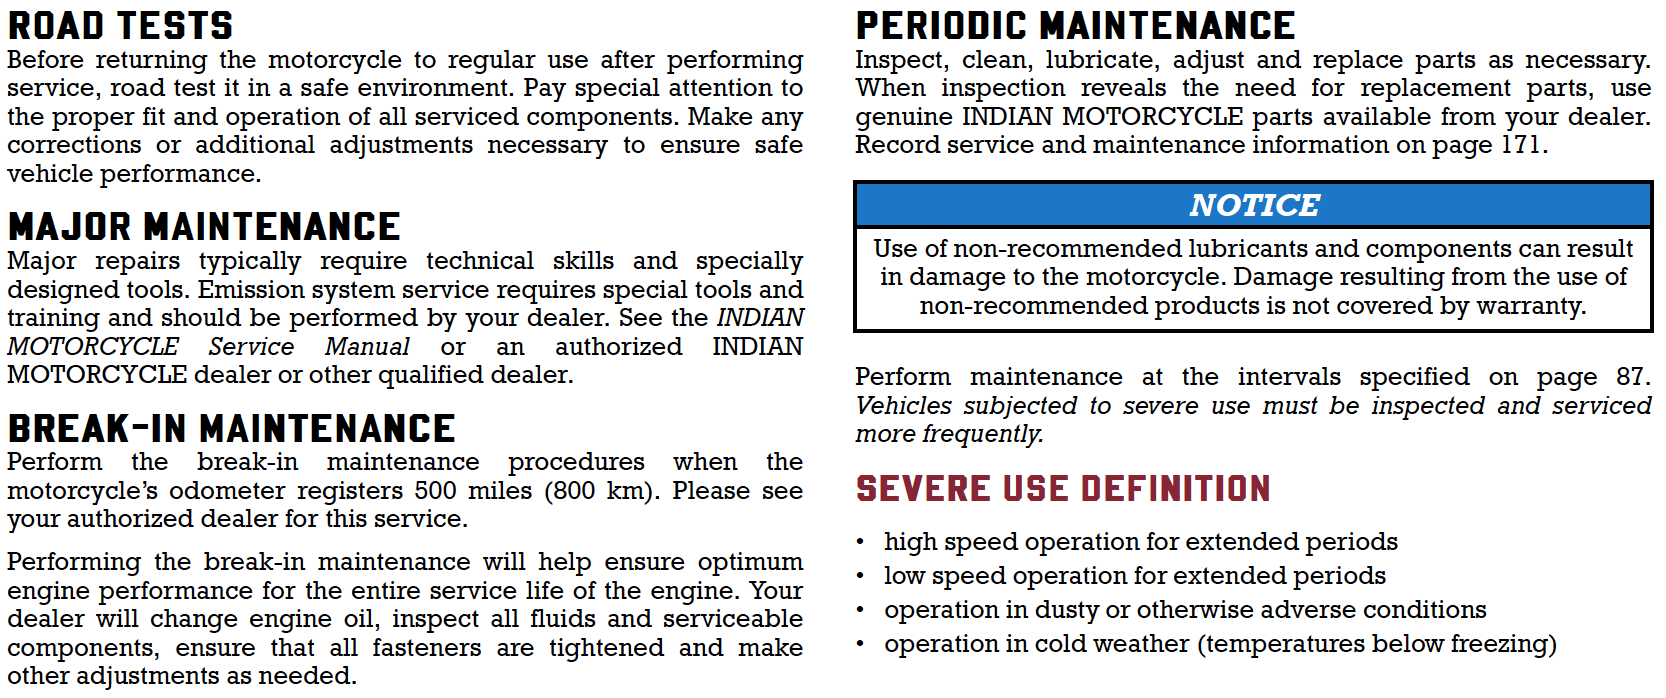 ROAD TESTS
Before returning the motorcycle to regular use after performing
service, road test it in a safe environment. Pay special attention to
the proper fit and operation of all serviced components. Make any
corrections or additional adjustments necessary to ensure safe
vehicle performance.
MAJOR MAINTENANCE
Major repairs typically require technical skills and specially
designed tools. Emission system service requires special tools and
training and should be performed by your dealer. See the INDIAN
MOTORCYCLE Service Manual or an authorized INDIAN
MOTORCYCLE dealer or other qualified dealer.
BREAK-IN MAINTENANCE
Perform the break-in maintenance procedures when the
motorcycle’s odometer registers 500 miles (800 km). Please see
your authorized dealer for this service.
Performing the break-in maintenance will help ensure optimum
engine performance for the entire service life of the engine. Your
dealer will change engine oil, inspect all fluids and serviceable
components, ensure that all fasteners are tightened and make
other adjustments as needed.
PERIODIC MAINTENANCE
Inspect, clean, lubricate, adjust and replace parts as necessary.
When inspection reveals the need for replacement parts, use
genuine INDIAN MOTORCYCLE parts available from your dealer.
Record service and maintenance information on page 171.
NOTICE
Use of non-recommended lubricants and components can result
in damage to the motorcycle. Damage resulting from the use of
non-recommended products is not covered by warranty.
Perform maintenance at the intervals specified on page 87.
Vehicles subjected to severe use must be inspected and serviced
more frequently.
SEVERE USE DEFINITION
• high speed operation for extended periods
• low speed operation for extended periods
• operation in dusty or otherwise adverse conditions
• operation in cold weather (temperatures below freezing)